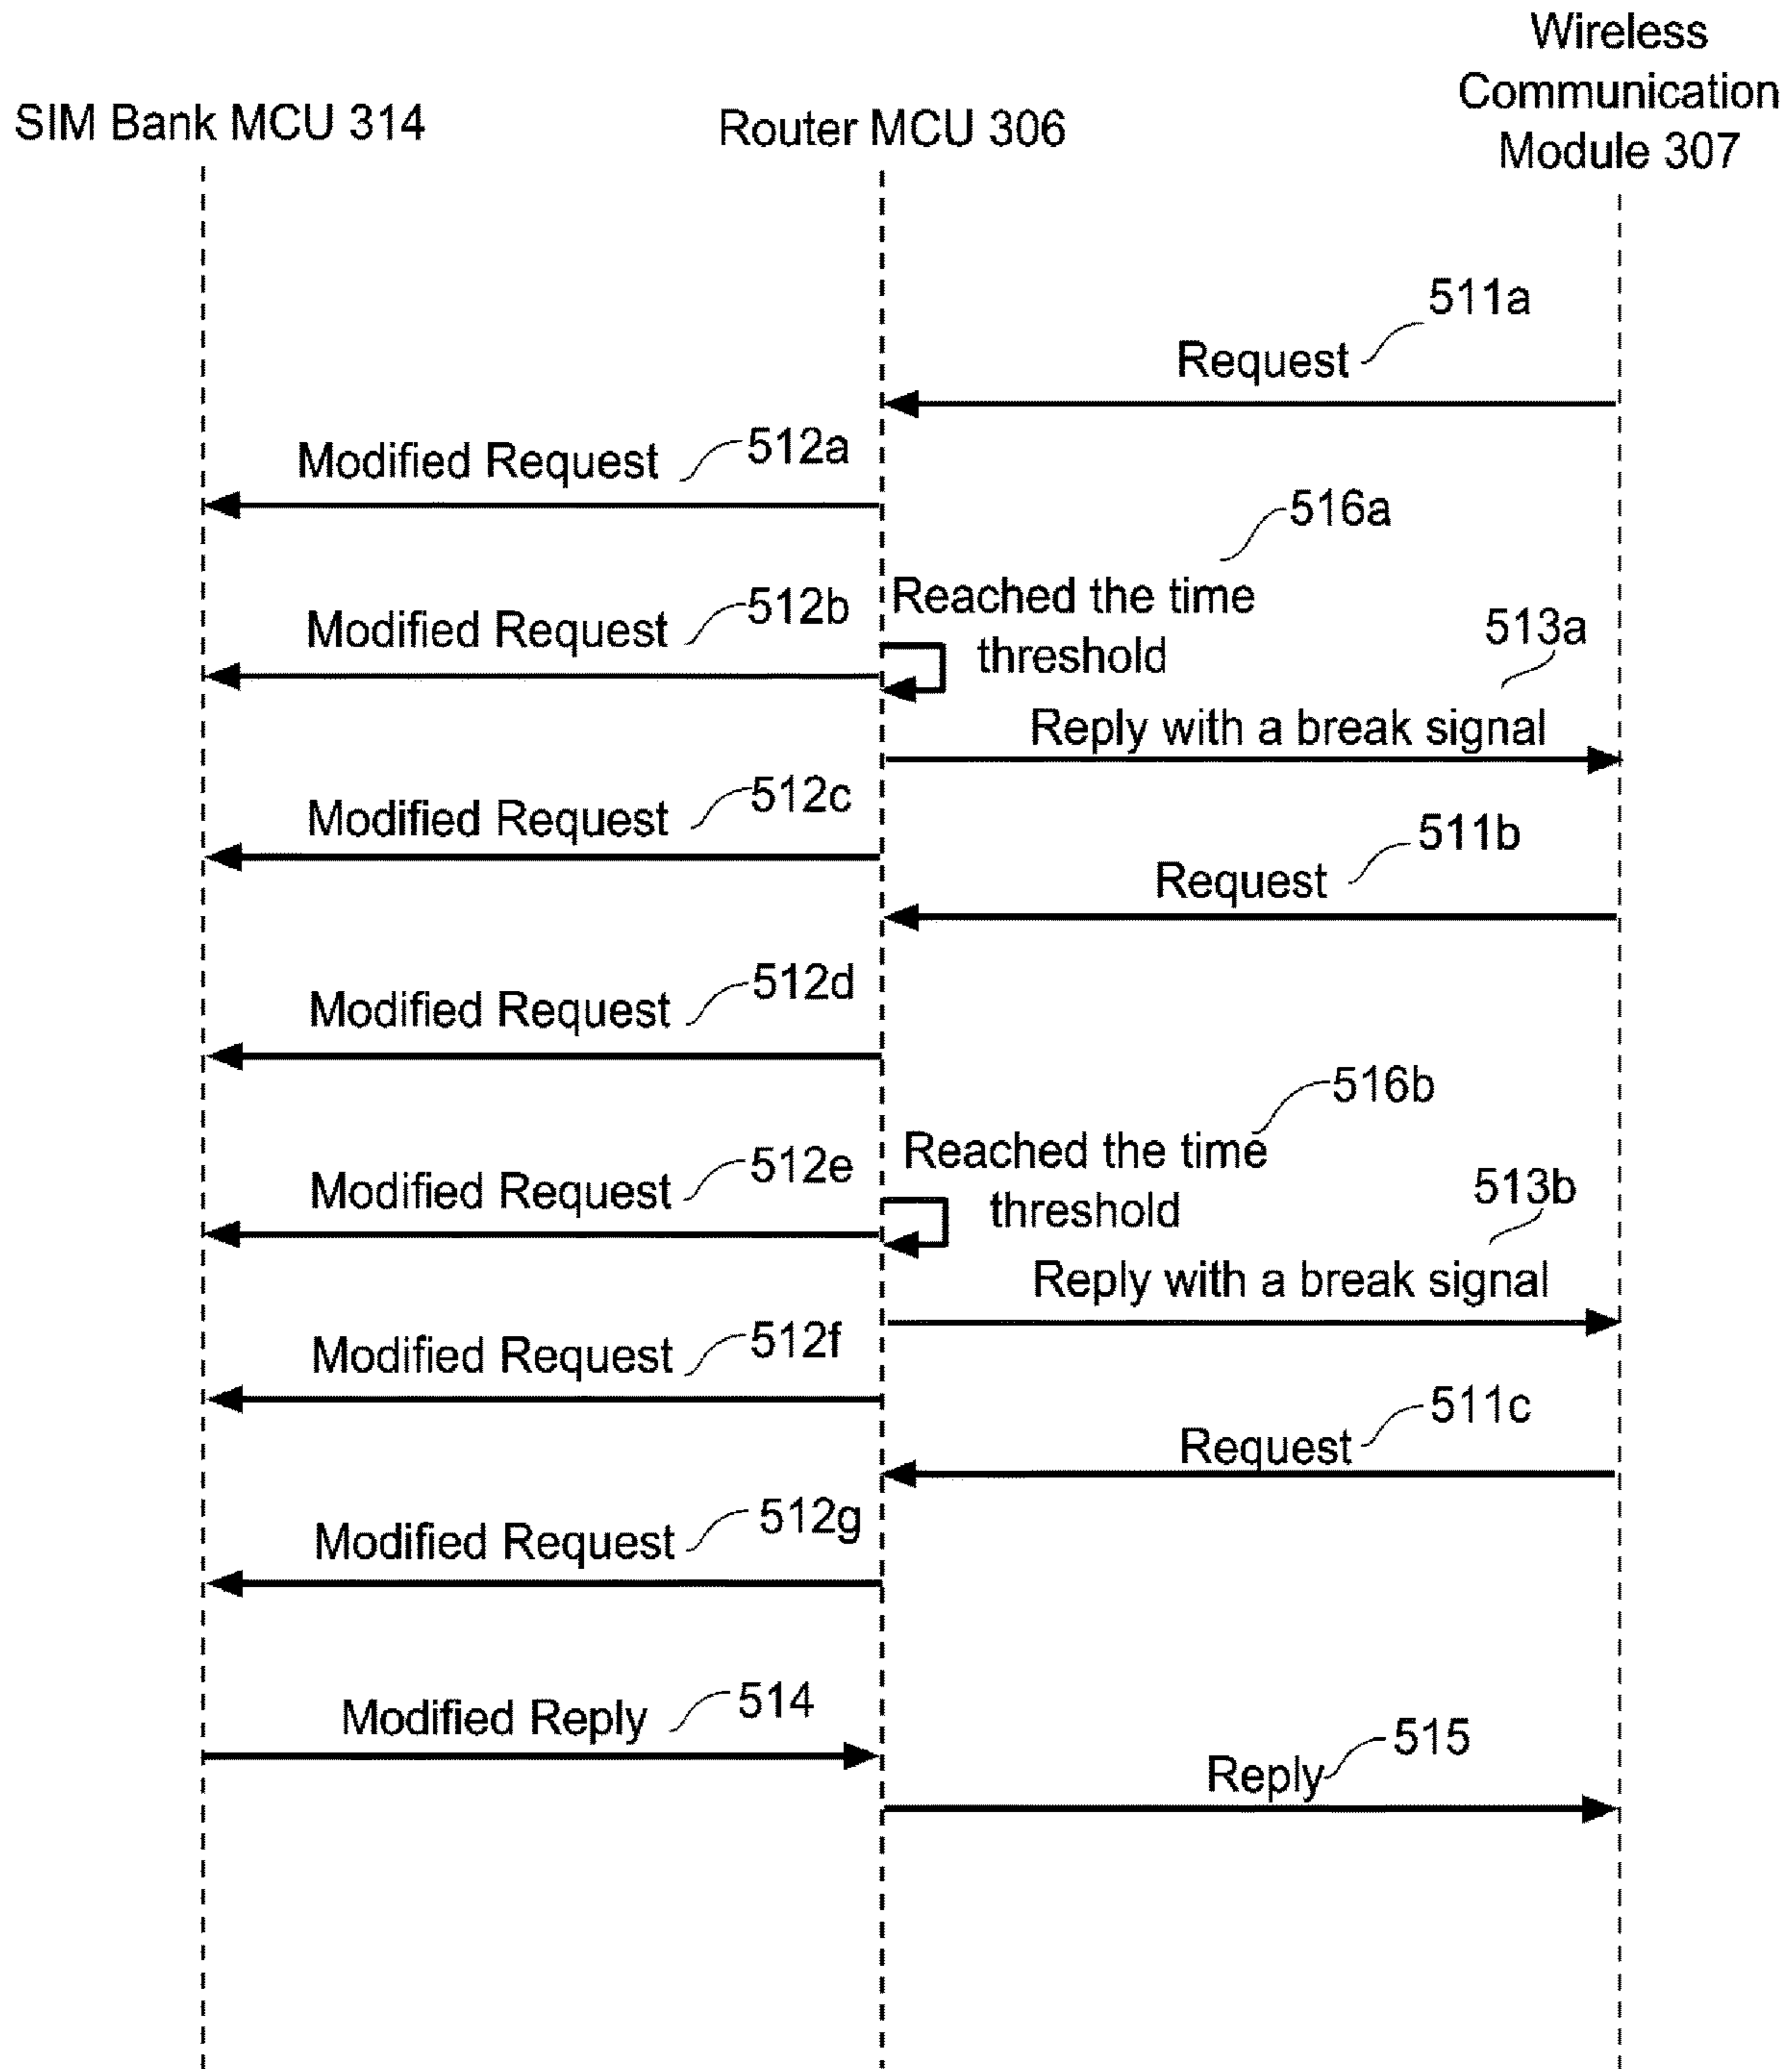 Wireless
Communication
Module 307
SIM Bank MCU 314
Router MCU 306
511a
Request
Modified Request
512a
516a
Reached the time
threshold
Modified Request
512b
513a
Reply with a break signal
Modified Request
512c
511b
Request
Modified Request
512d
516b
Reached the time
threshold
Modified Request
512e
513b
Reply with a break signal
Modified Request
512f
511c
Request
Modified Request
512g
Modified Reply
514
515
Reply